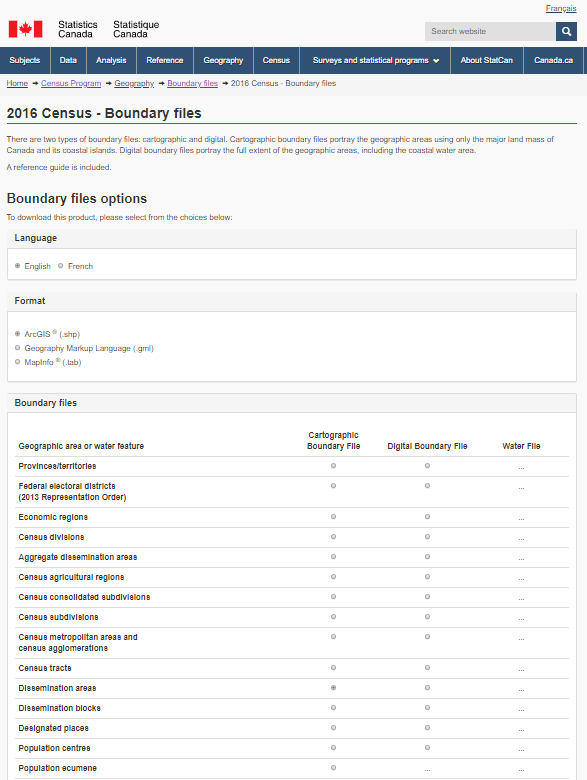 Français
Statistics Statistique
Canada Canada
Search website
Subjects Data Analysis Reference Geography Census Surveys and statistical programs About StatCan Canada.ca
Home ➔ Census Program ➔ Geography ➔ Boundary files ➔ 2016 Census - Boundary files
2016 Census - Boundary files
There are two types of boundary files: cartographic and digital. Cartographic boundary files portray the geographic areas using only the major land mass of
Canada and its coastal islands. Digital boundary files portray the full extent of the geographic areas, including the coastal water area.
A reference guide is included.
Boundary files options
To download this product, please select from the choices below:
Language
English French
Format
ArcGIS ® (.shp)
Geography Markup Language (.gml)
MapInfo ® (.tab)
Boundary files
Geographic area or water feature Cartographic Boundary File Digital Boundary File Water File
Provinces/territories ...
Federal electoral districts ...
(2013 Representation Order)
Economic regions ...
Census divisions ...
Aggregate dissemination areas ...
Census agricultural regions ...
Census consolidated subdivisions ...
Census subdivisions ...
Census metropolitan areas and ...
census agglomerations
Census tracts ...
Dissemination areas ...
Dissemination blocks ...
Designated places ...
Population centres ...
Population ecumene ... ...